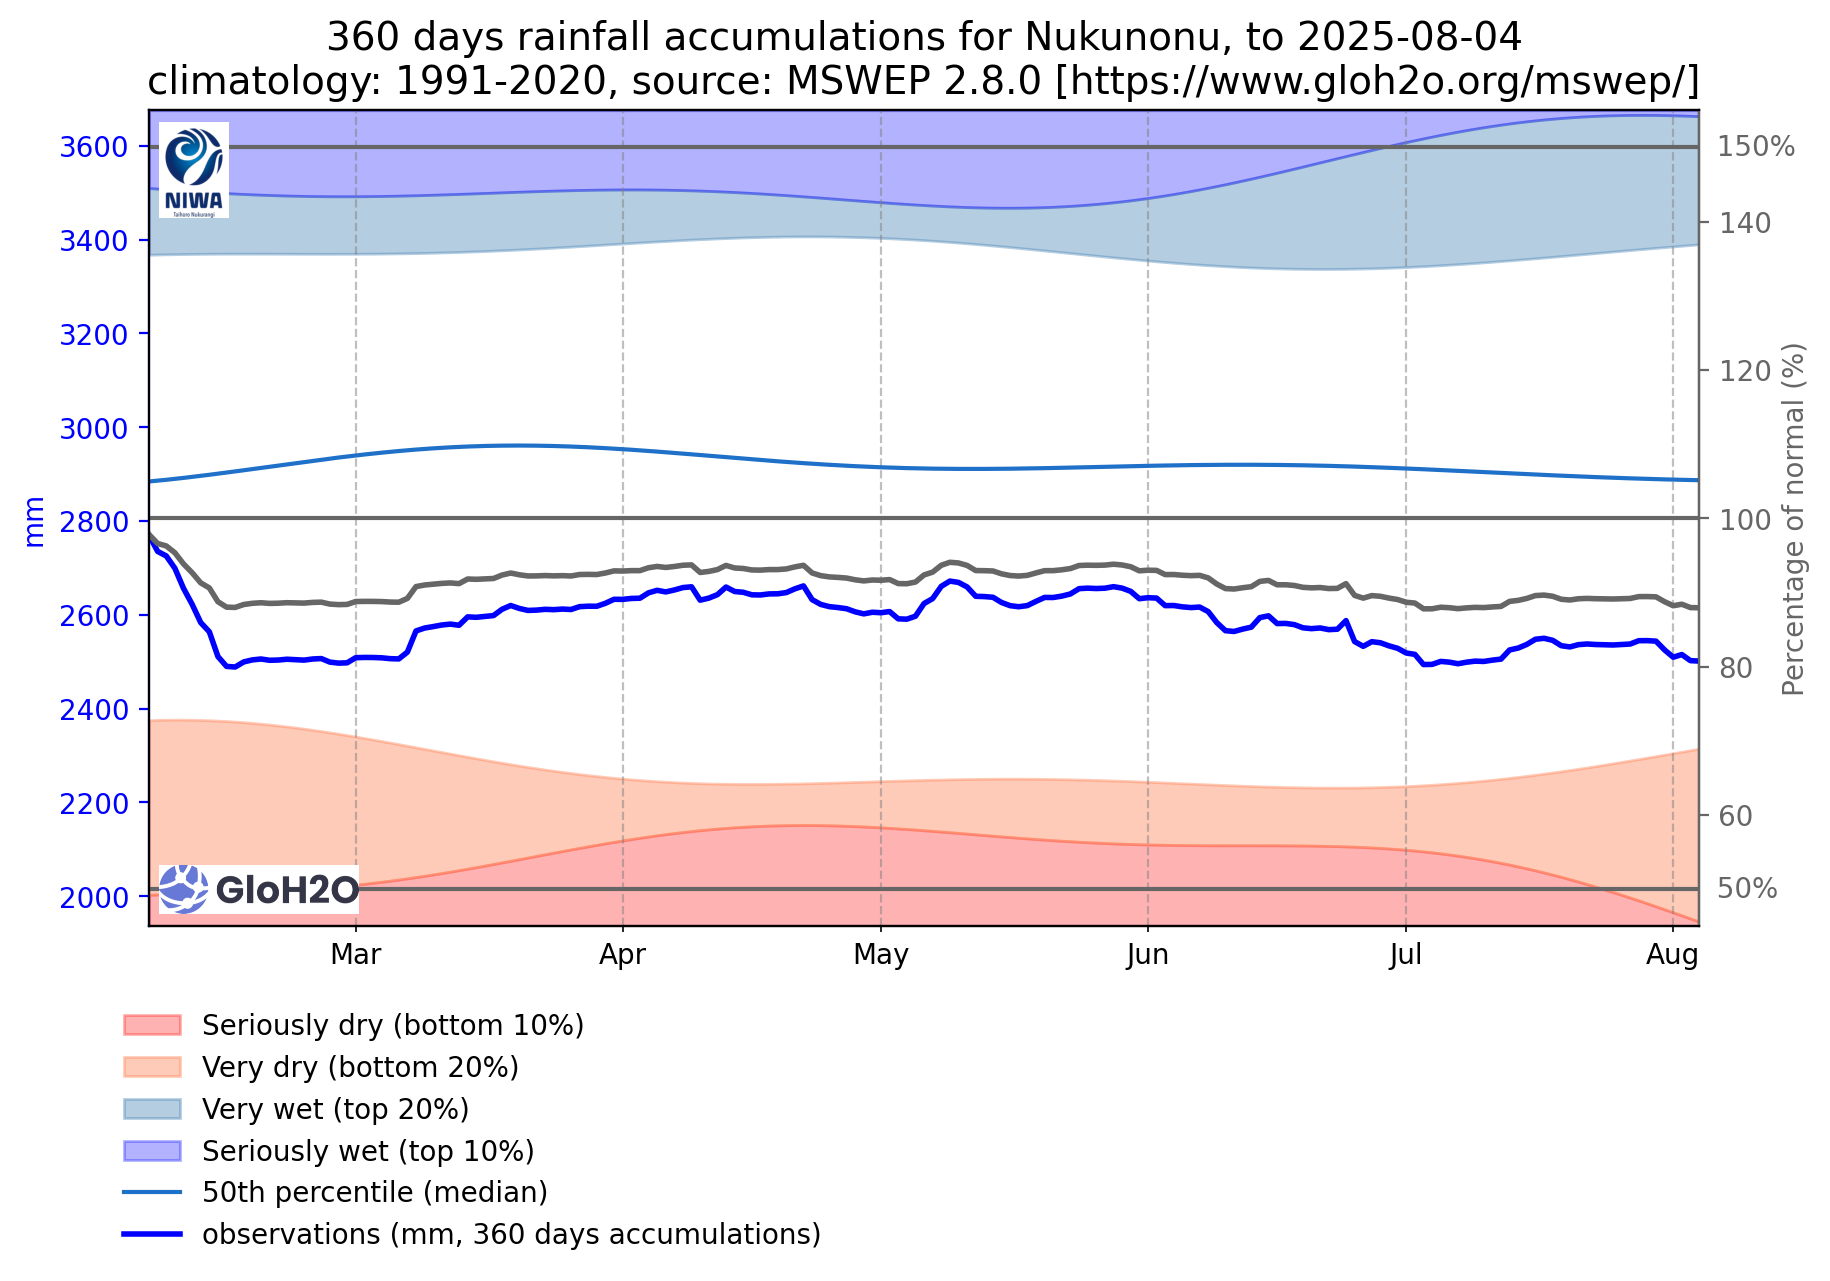 360 days rainfall accumulations for Nukunonu, to 2025-08-04
climatology: 1991-2020, source: MSWEP 2.8.0 [https://www.gloh2o.org/mswep/]
3600
3400
3200
3000
2800
2600
2400
2200
2000
mm
NIWA
Taihoro Nukurangi
GloH2O
150%
140
120
100
80
60
50%
Percentage of normal (%)
Mar
Apr
May
Jun
Jul
Aug
Seriously dry (bottom 10%)
Very dry (bottom 20%)
Very wet (top 20%)
Seriously wet (top 10%)
50th percentile (median)
observations (mm, 360 days accumulations)